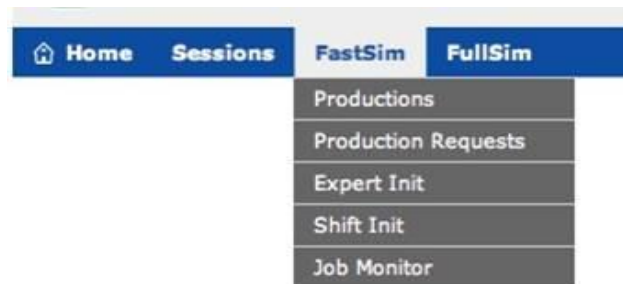 Home Sessions FastSim FullSim
Productions
Production Requests
Expert Init
Shift Init
Job Monitor